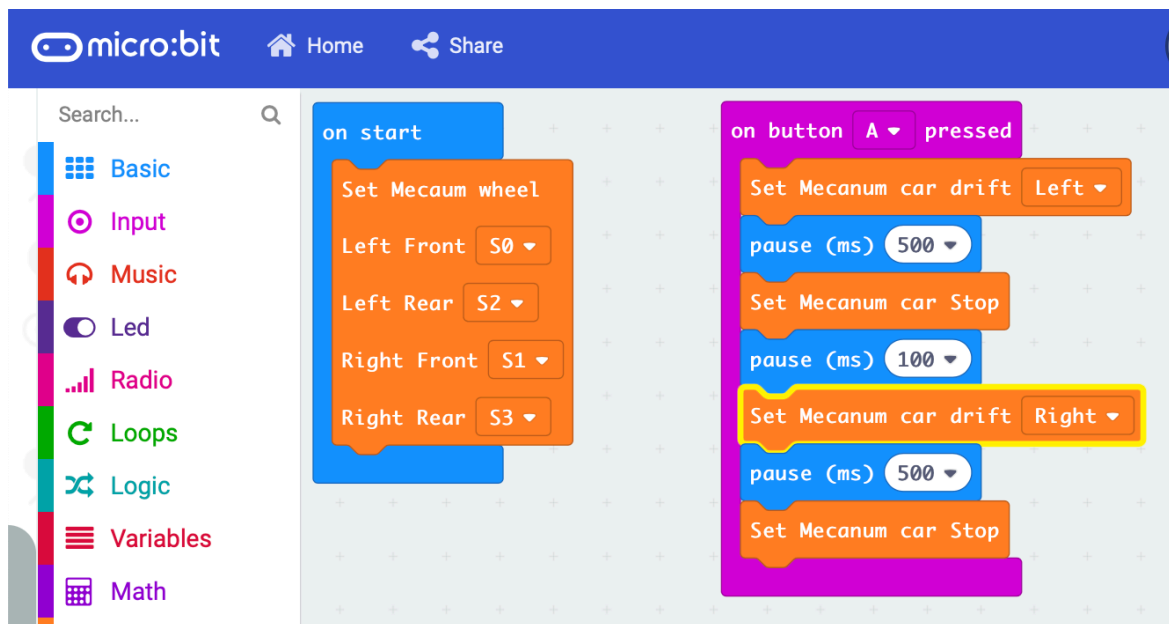 micro:bit Home Share
Search...
Basic
Input
Music
Led
Radio
Loops
Logic
Variables
Math
on start
Set Mecaum wheel
Left Front S0
Left Rear S2
Right Front S1
Right Rear S3
on button A pressed
Set Mecanum car drift Left
pause (ms) 500
Set Mecanum car Stop
pause (ms) 100
Set Mecanum car drift Right
pause (ms) 500
Set Mecanum car Stop